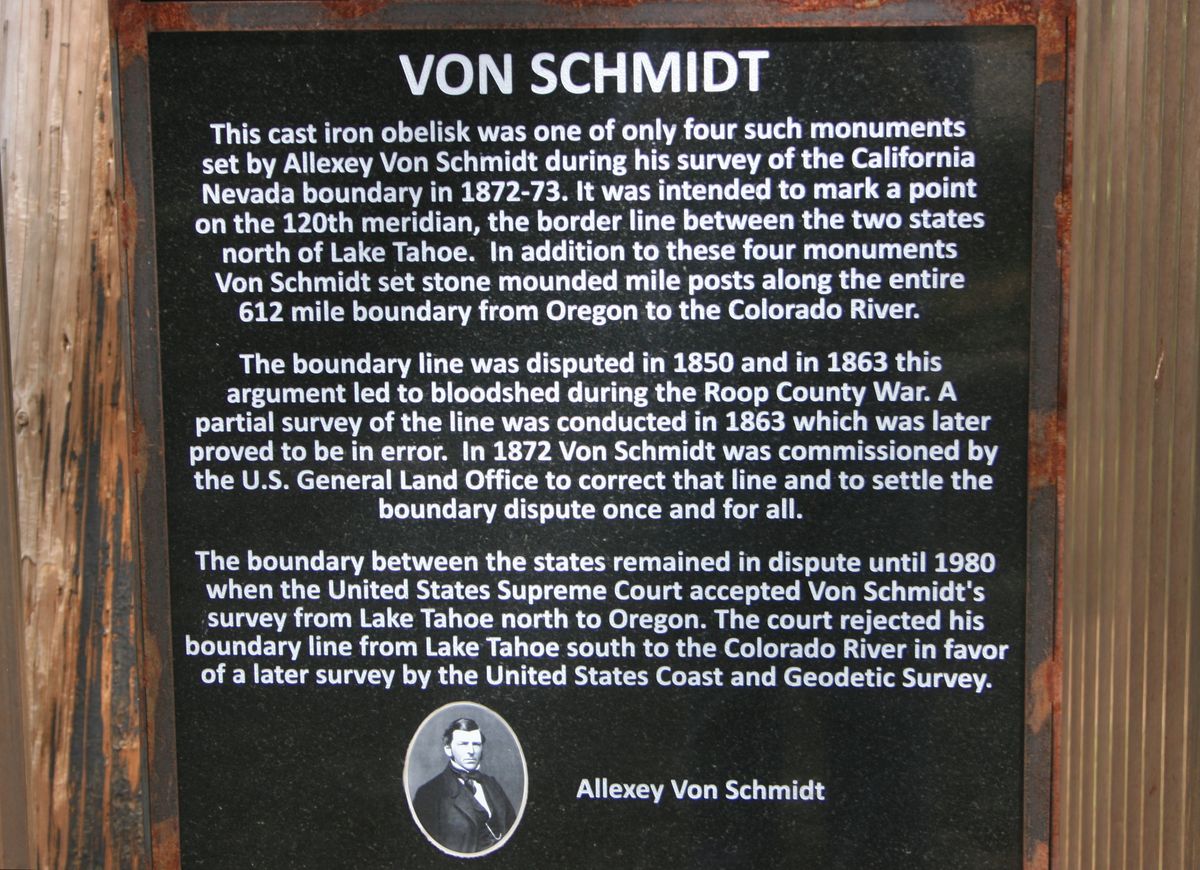 VON SCHMIDT
This cast iron obelisk was one of only four such monuments
set by Allexey Von Schmidt during his survey of the California
Nevada boundary in 1872-73. It was intended to mark a point
on the 120th meridian, the border line between the two states
north of Lake Tahoe. In addition to these four monuments
Von Schmidt set stone mounded mile posts along the entire
612 mile boundary from Oregon to the Colorado River.
The boundary line was disputed in 1850 and in 1863 this
argument led to bloodshed during the Roop County War. A
partial survey of the line was conducted in 1863 which was later
proved to be in error. In 1872 Von Schmidt was commissioned by
the U.S. General Land Office to correct that line and to settle the
boundary dispute once and for all.
The boundary between the states remained in dispute until 1980
when the United States Supreme Court accepted Von Schmidt's
survey from Lake Tahoe north to Oregon. The court rejected his
boundary line from Lake Tahoe south to the Colorado River in favor
of a later survey by the United States Coast and Geodetic Survey.
Allexey Von Schmidt